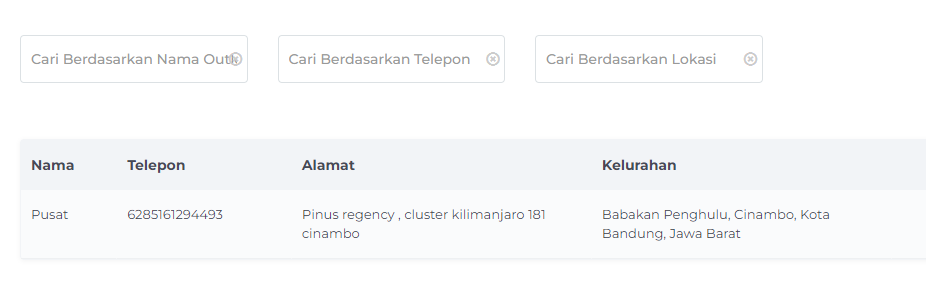 Cari Berdasarkan Nama Outl
Cari Berdasarkan Telepon
Cari Berdasarkan Lokasi
Nama Telepon Alamat Kelurahan
Pusat 6285161294493 Pinus regency , cluster kilimanjaro 181 Babakan Penghulu, Cinambo, Kota
cinambo Bandung, Jawa Barat